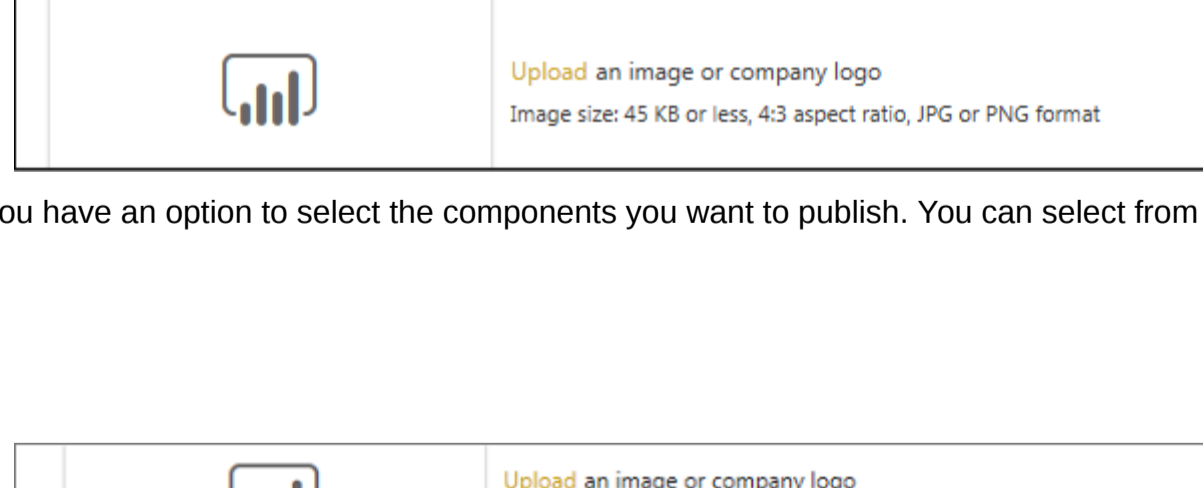 Upload an image or company logo
Image size: 45 KB or less, 4:3 aspect ratio, JPG or PNG format
ou have an option to select the components you want to publish. You can select from
Upload an image or company logo